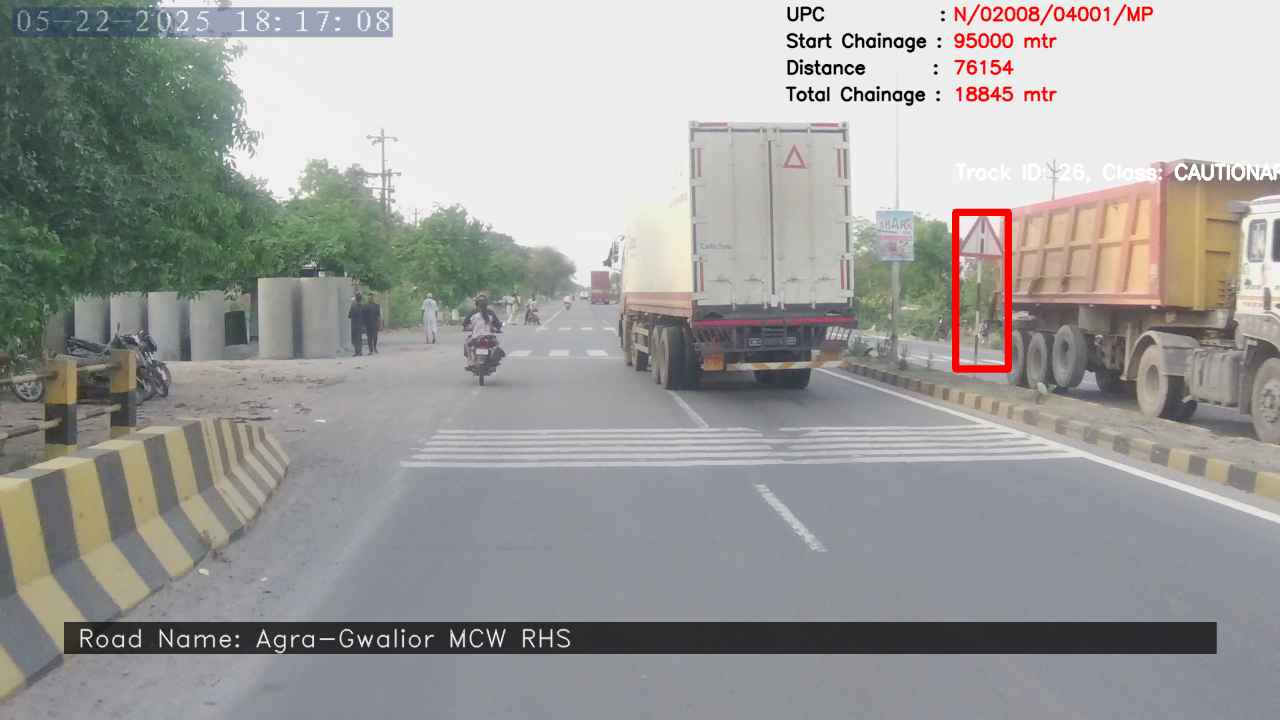 05-22-2025 18:17:08
UPC : N/02008/04001/MP
Start Chainage : 95000 mtr
Distance : 76154
Total Chainage : 18845 mtr
Track ID: 26, Class: CAUTIONAR
Road Name: Agra-Gwalior MCW RHS